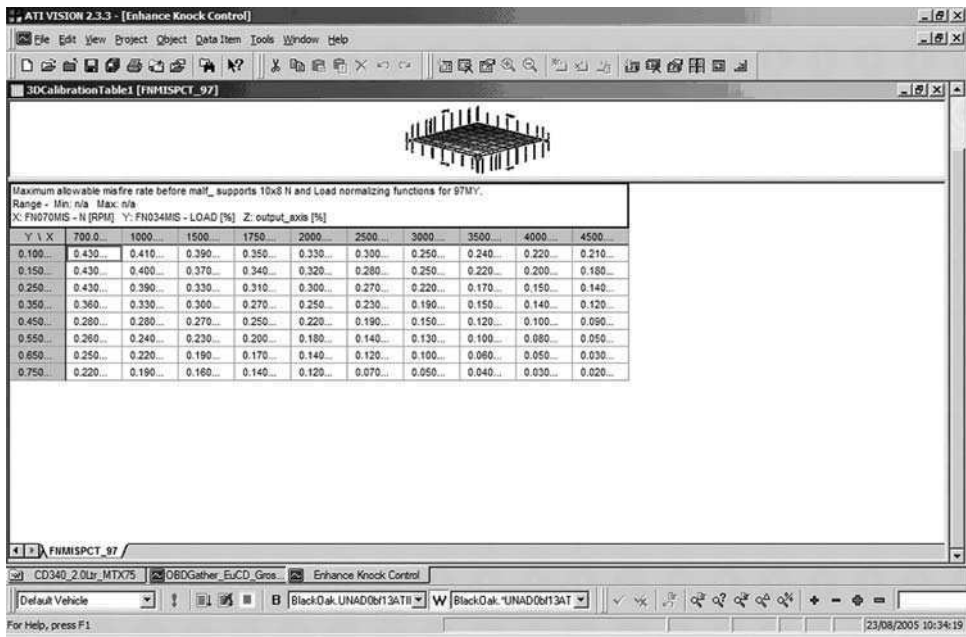 ATI VISION 2.3.3 - [Enhance Knock Control]
File Edit View Project Object Data Item Tools Window Help
3DCalibrationTable1 [FNMISPCT_97]
Maximum allowable misfire rate before malf_ supports 10x8 N and Load normalizing functions for 97MY.
Range - Min: n/a Max: n/a
X: FN070MIS - N [RPM] Y: FN034MIS - LOAD [%] Z: output_axis [%]
Y \ X 700.0... 1000.... 1500.... 1750.... 2000.... 2500.... 3000.... 3500.... 4000.... 4500....
0.100... 0.430... 0.410... 0.390... 0.350... 0.330... 0.300... 0.250... 0.240... 0.220... 0.210...
0.150... 0.430... 0.400... 0.370... 0.340... 0.320... 0.280... 0.250... 0.220... 0.200... 0.180...
0.250... 0.430... 0.390... 0.330... 0.310... 0.300... 0.270... 0.220... 0.170... 0.150... 0.140...
0.350... 0.360... 0.330... 0.300... 0.270... 0.250... 0.230... 0.190... 0.150... 0.140... 0.120...
0.450... 0.280... 0.280... 0.270... 0.250... 0.220... 0.190... 0.150... 0.120... 0.100... 0.090...
0.550... 0.260... 0.240... 0.230... 0.200... 0.180... 0.140... 0.130... 0.100... 0.080... 0.050...
0.650... 0.250... 0.220... 0.190... 0.170... 0.140... 0.120... 0.100... 0.060... 0.050... 0.030...
0.750... 0.220... 0.190... 0.160... 0.140... 0.120... 0.070... 0.050... 0.040... 0.030... 0.020...
FNMISPCT_97
CD340_2.0Ltr_MTX75 OBDGather_EuCD_Gros... Enhance Knock Control
Default Vehicle B W
For Help, press F1 23/08/2005 10:34:19